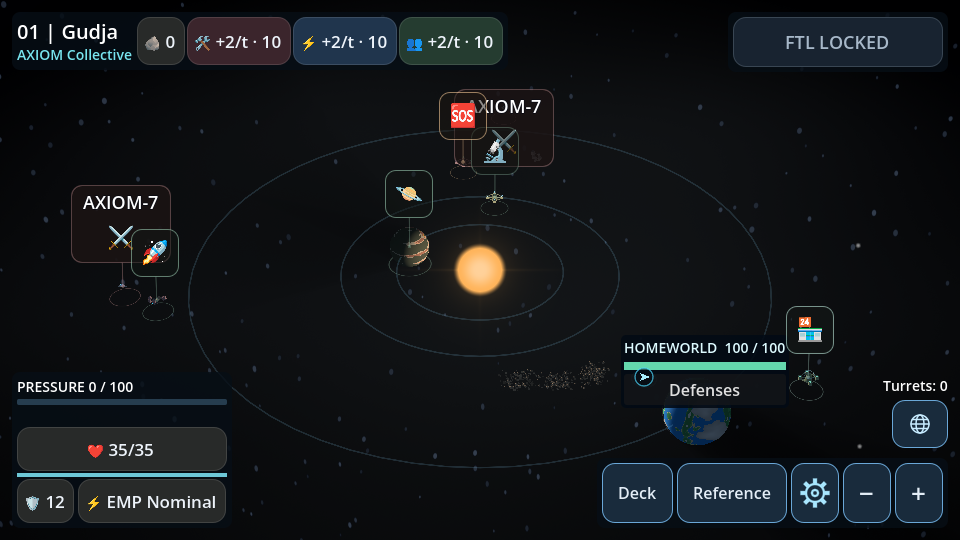 01 | Gudja
AXIOM Collective
0
+2/t · 10
+2/t · 10
+2/t · 10
FTL LOCKED
SOS
AXIOM-7
AXIOM-7
24
HOMEWORLD 100 / 100
Defenses
PRESSURE 0 / 100
35/35
12
EMP Nominal
Turrets: 0
Deck
Reference
−
+